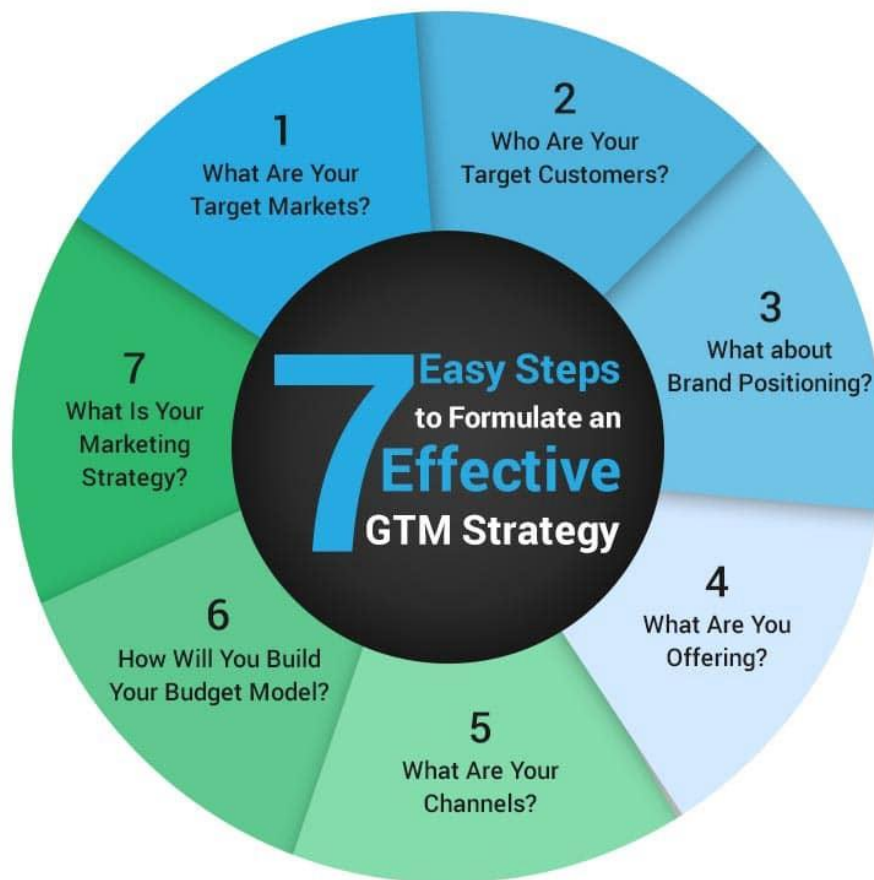 7 Easy Steps
to Formulate an
Effective
GTM Strategy
1
What Are Your
Target Markets?
2
Who Are Your
Target Customers?
3
What about
Brand Positioning?
4
What Are You
Offering?
5
What Are Your
Channels?
6
How Will You Build
Your Budget Model?
7
What Is Your
Marketing
Strategy?